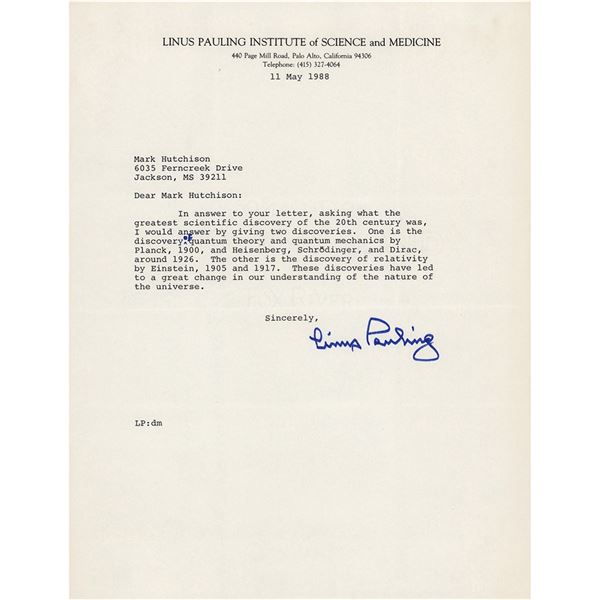 LINUS PAULING INSTITUTE of SCIENCE and MEDICINE
440 Page Mill Road, Palo Alto, California 94306
Telephone: (415) 327-4064
11 May 1988
Mark Hutchison
6035 Ferncreek Drive
Jackson, MS 39211
Dear Mark Hutchison:
In answer to your letter, asking what the
greatest scientific discovery of the 20th century was,
I would answer by giving two discoveries. One is the
discovery of quantum theory and quantum mechanics by
Planck, 1900, and Heisenberg, Schrödinger, and Dirac,
around 1926. The other is the discovery of relativity
by Einstein, 1905 and 1917. These discoveries have led
to a great change in our understanding of the nature of
the universe.
Sincerely,
Linus Pauling
LP:dm